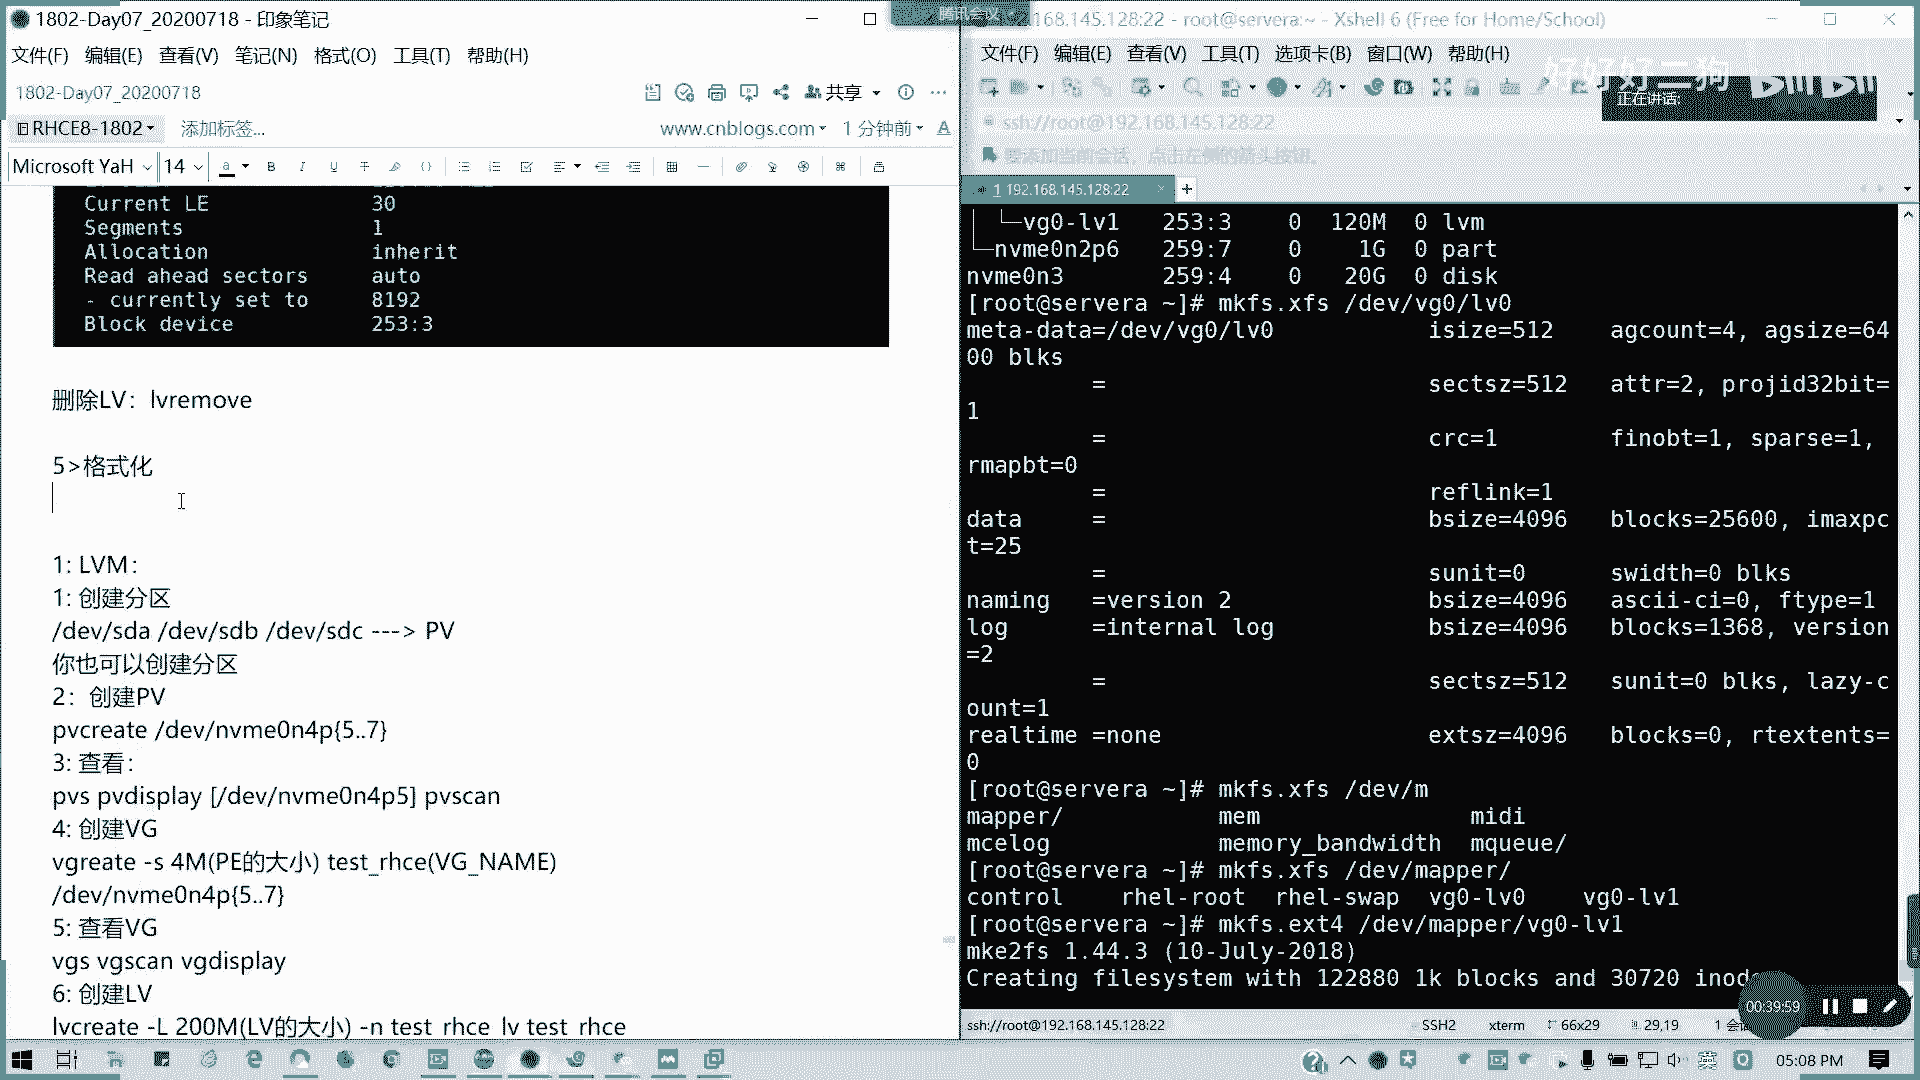 1802-Day07_20200718 - 印象笔记
文件(F) 编辑(E) 查看(V) 笔记(N) 格式(O) 工具(T) 帮助(H)
1802-Day07_20200718
共享
RHCE8-1802
添加标签...
www.cnblogs.com
1 分钟前
Microsoft YaH
14
Current LE 30
Segments 1
Allocation inherit
Read ahead sectors auto
- currently set to 8192
Block device 253:3
删除LV：lvremove
5>格式化
1: LVM：
1: 创建分区
/dev/sda /dev/sdb /dev/sdc ---> PV
你也可以创建分区
2：创建PV
pvcreate /dev/nvme0n4p{5..7}
3: 查看：
pvs pvdisplay [/dev/nvme0n4p5] pvscan
4: 创建VG
vgreate -s 4M(PE的大小) test_rhce(VG_NAME)
/dev/nvme0n4p{5..7}
5: 查看VG
vgs vgscan vgdisplay
6: 创建LV
lvcreate -L 200M(LV的大小) -n test_rhce_lv test_rhce
腾讯会议
168.145.128:22 - root@servera:~ - Xshell 6 (Free for Home/School)
文件(F) 编辑(E) 查看(V) 工具(T) 选项卡(B) 窗口(W) 帮助(H)
好好好二狗
bilibili
正在讲话:
ssh://root@192.168.145.128:22
要添加当前会话，点击左侧的箭头按钮。
1 192.168.145.128:22
└─vg0-lv1 253:3 0 120M 0 lvm
└─nvme0n2p6 259:7 0 1G 0 part
nvme0n3 259:4 0 20G 0 disk
[root@servera ~]# mkfs.xfs /dev/vg0/lv0
meta-data=/dev/vg0/lv0 isize=512 agcount=4, agsize=64
00 blks
= sectsz=512 attr=2, projid32bit=
1
= crc=1 finobt=1, sparse=1,
rmapbt=0
= reflink=1
data = bsize=4096 blocks=25600, imaxpc
t=25
= sunit=0 swidth=0 blks
naming =version 2 bsize=4096 ascii-ci=0, ftype=1
log =internal log bsize=4096 blocks=1368, version
=2
= sectsz=512 sunit=0 blks, lazy-c
ount=1
realtime =none extsz=4096 blocks=0, rtextents=
0
[root@servera ~]# mkfs.xfs /dev/m
mapper/ mem midi
mcelog memory_bandwidth mqueue/
[root@servera ~]# mkfs.xfs /dev/mapper/
control rhel-root rhel-swap vg0-lv0 vg0-lv1
[root@servera ~]# mkfs.ext4 /dev/mapper/vg0-lv1
mke2fs 1.44.3 (10-July-2018)
Creating filesystem with 122880 1k blocks and 30720
00:39:59
ssh://root@192.168.145.128:22
SSH2 xterm 66x29 29,19
英
05:08 PM